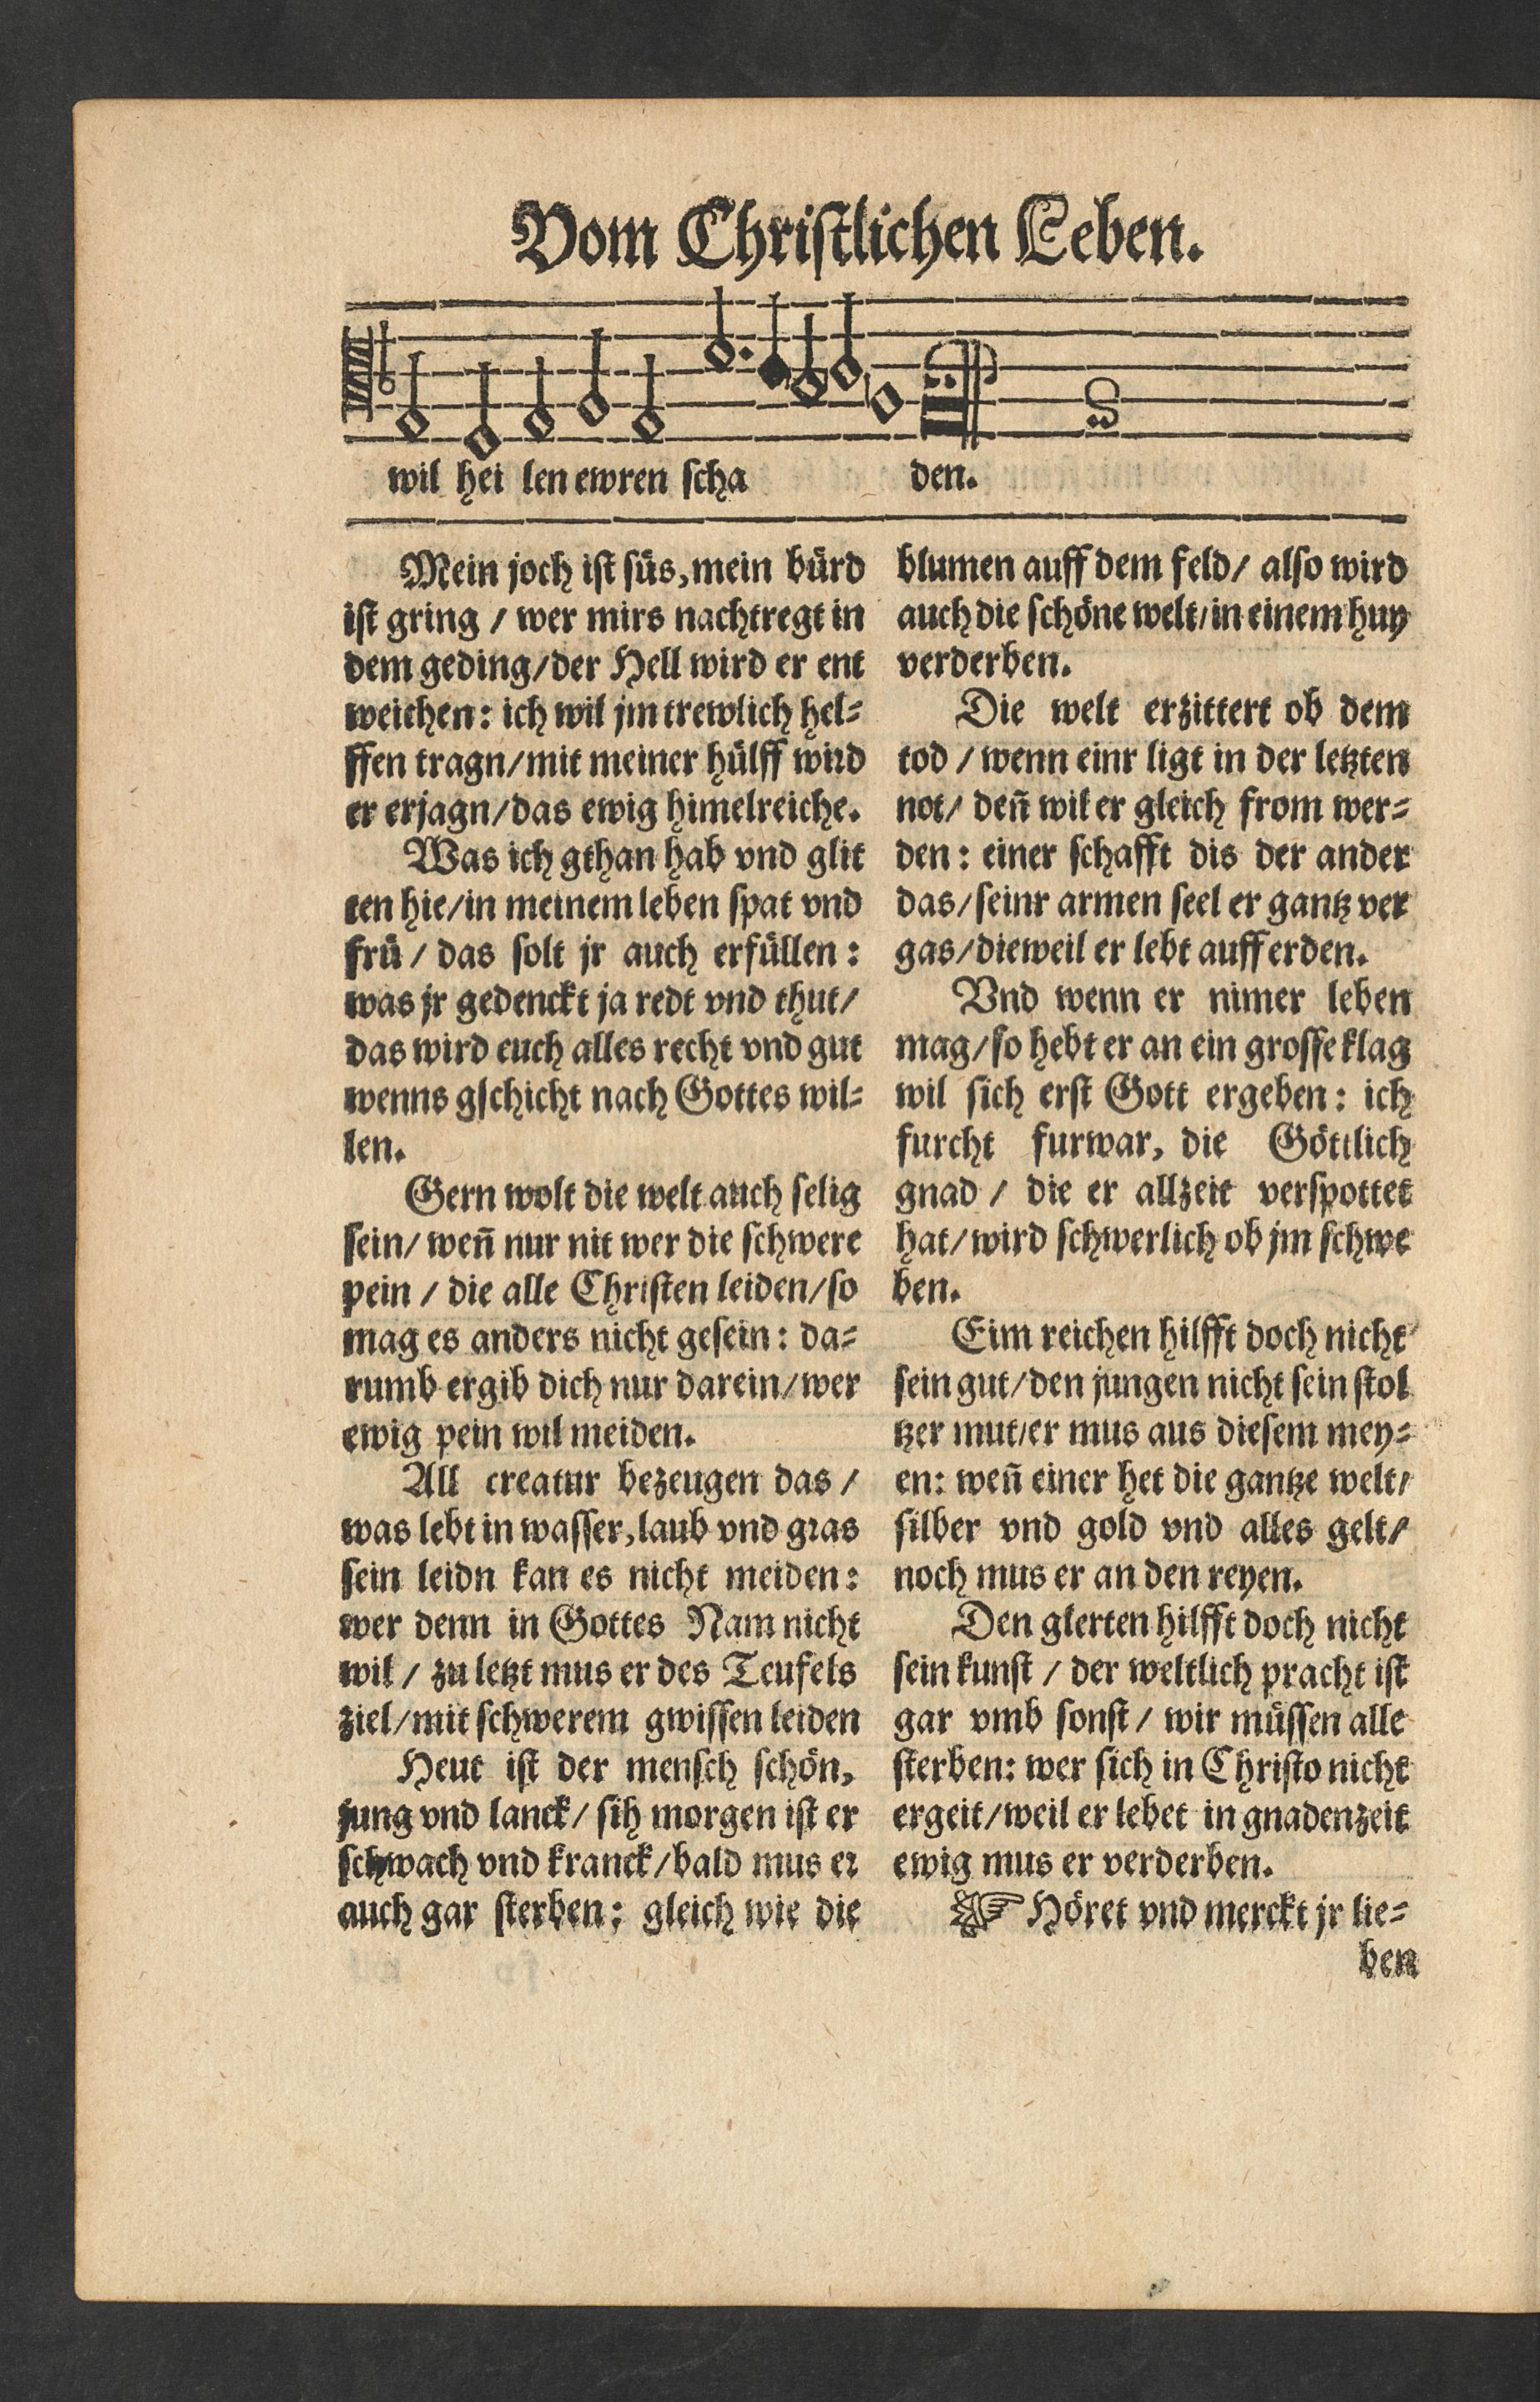 Vom Christlichen Leben.
wil hei len ewren scha den.
Mein joch ist süs, mein bürd
ist gring / wer mirs nachtregt in
dem geding / der Hell wird er ent
weichen: ich wil jm trewlich hel-
ffen tragn / mit meiner hülff wird
er erjagn / das ewig himelreiche.
Was ich gthan hab vnd glit
ten hie / in meinem leben spat vnd
frü / das solt jr auch erfüllen:
was jr gedenckt ja redt vnd thut /
das wird euch alles recht vnd gut
wenns gschicht nach Gottes wil-
len.
Gern wolt die welt auch selig
sein / weñ nur nit wer die schwere
pein / die alle Christen leiden / so
mag es anders nicht gesein: da-
rumb ergib dich nur darein / wer
ewig pein wil meiden.
All creatur bezeugen das /
was lebt in wasser, laub vnd gras
sein leidn kan es nicht meiden:
wer denn in Gottes Nam nicht
wil / zu letzt mus er des Teufels
ziel / mit schwerem gwissen leiden
Heut ist der mensch schön,
jung vnd lanck / sih morgen ist er
schwach vnd kranck / bald mus er
auch gar sterben: gleich wie die
blumen auff dem feld / also wird
auch die schöne welt / in einem huy
verderben.
Die welt erzittert ob dem
tod / wenn einr ligt in der letzten
not / deñ wil er gleich from wer-
den: einer schafft dis der ander
das / seinr armen seel er gantz ver
gas / dieweil er lebt auff erden.
Vnd wenn er nimer leben
mag / so hebt er an ein grosse klag
wil sich erst Gott ergeben: ich
furcht furwar, die Göttlich
gnad / die er allzeit verspottet
hat / wird schwerlich ob jm schwe
ben.
Eim reichen hilfft doch nicht
sein gut / den jungen nicht sein stol
tzer mut / er mus aus diesem mey-
en: weñ einer het die gantze welt /
silber vnd gold vnd alles gelt /
noch mus er an den reyen.
Den glerten hilfft doch nicht
sein kunst / der weltlich pracht ist
gar vmb sonst / wir müssen alle
sterben: wer sich in Christo nicht
ergeit / weil er lebet in gnadenzeit
ewig mus er verderben.
☞ Höret vnd merckt jr lie-
ben